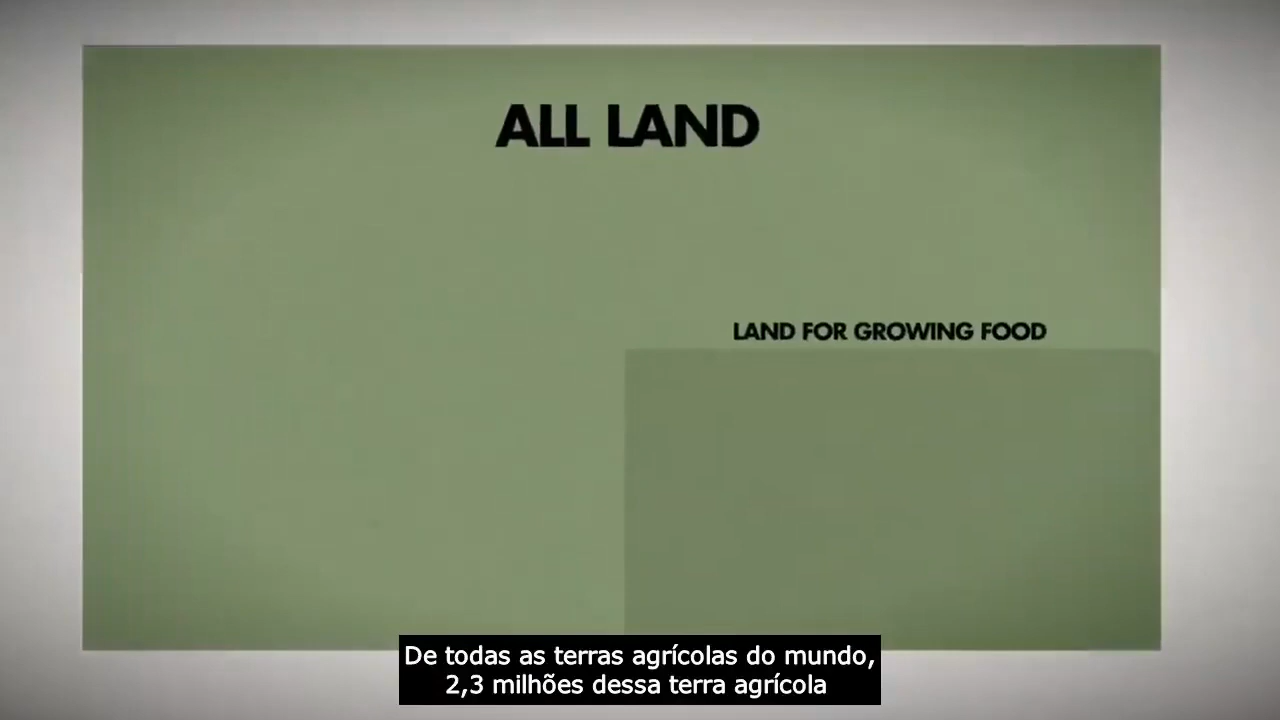 ALL LAND
LAND FOR GROWING FOOD
De todas as terras agrícolas do mundo,
2,3 milhões dessa terra agrícola